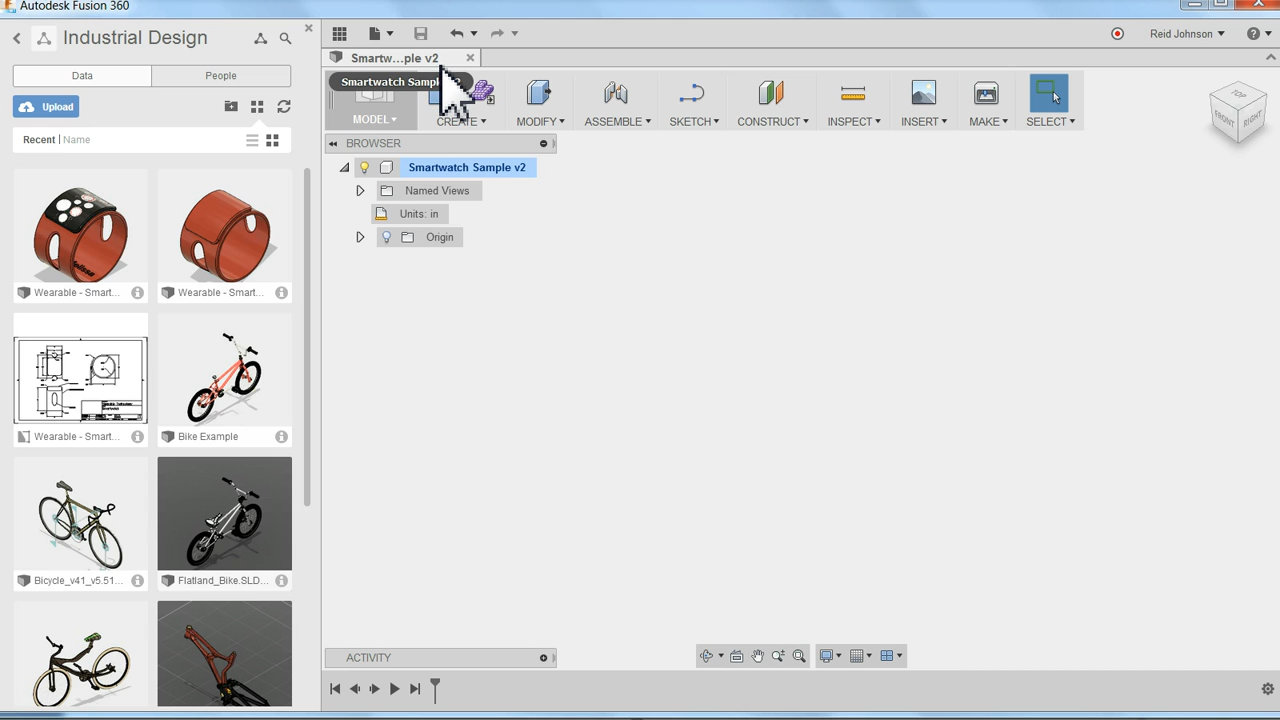 Autodesk Fusion 360
Industrial Design
Data
People
Upload
Recent | Name
Wearable - Smart...
Wearable - Smart...
Wearable - Smart...
Bike Example
Bicycle_v41_v5.51...
Flatland_Bike.SLD...
Reid Johnson
Smartw...ple v2
Smartwatch Sampl
MODEL
CREATE
MODIFY
ASSEMBLE
SKETCH
CONSTRUCT
INSPECT
INSERT
MAKE
SELECT
TOP
FRONT
RIGHT
BROWSER
Smartwatch Sample v2
Named Views
Units: in
Origin
ACTIVITY